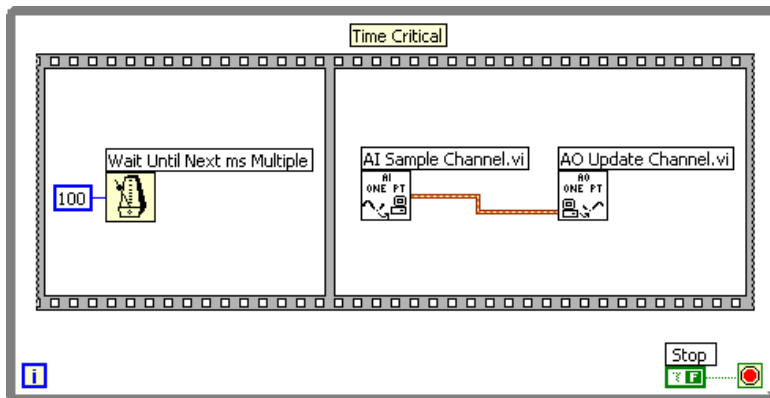 Time Critical
Wait Until Next ms Multiple
100
AI Sample Channel.vi
AI
ONE PT
AO Update Channel.vi
AO
ONE PT
i
Stop
F